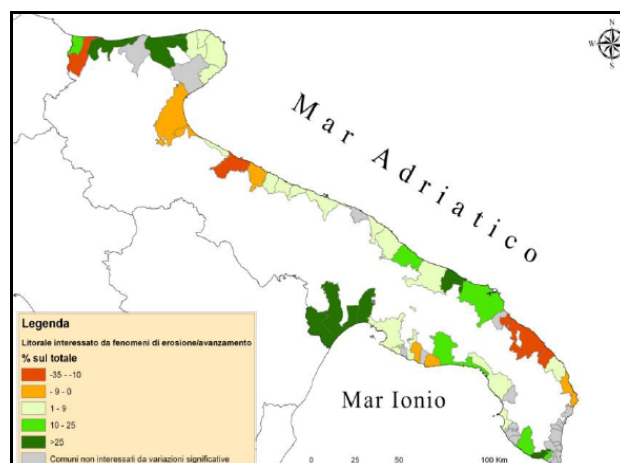 N
W E
S
Mar Adriatico
Mar Ionio
Legenda
Litorale interessato da fenomeni di erosione/avanzamento
% sul totale
-35 - -10
- 9 - 0
1 - 9
10 - 25
>25
Comuni non interessati da variazioni significative
0 25 50 100 Km